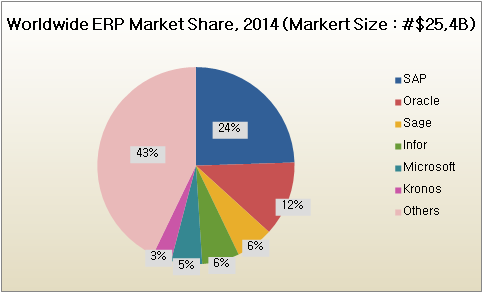 Worldwide ERP Market Share, 2014(Markert Size : #$25,4B)
SAP
Oracle
Sage
Infor
Microsoft
Kronos
Others
24%
12%
6%
6%
5%
3%
43%